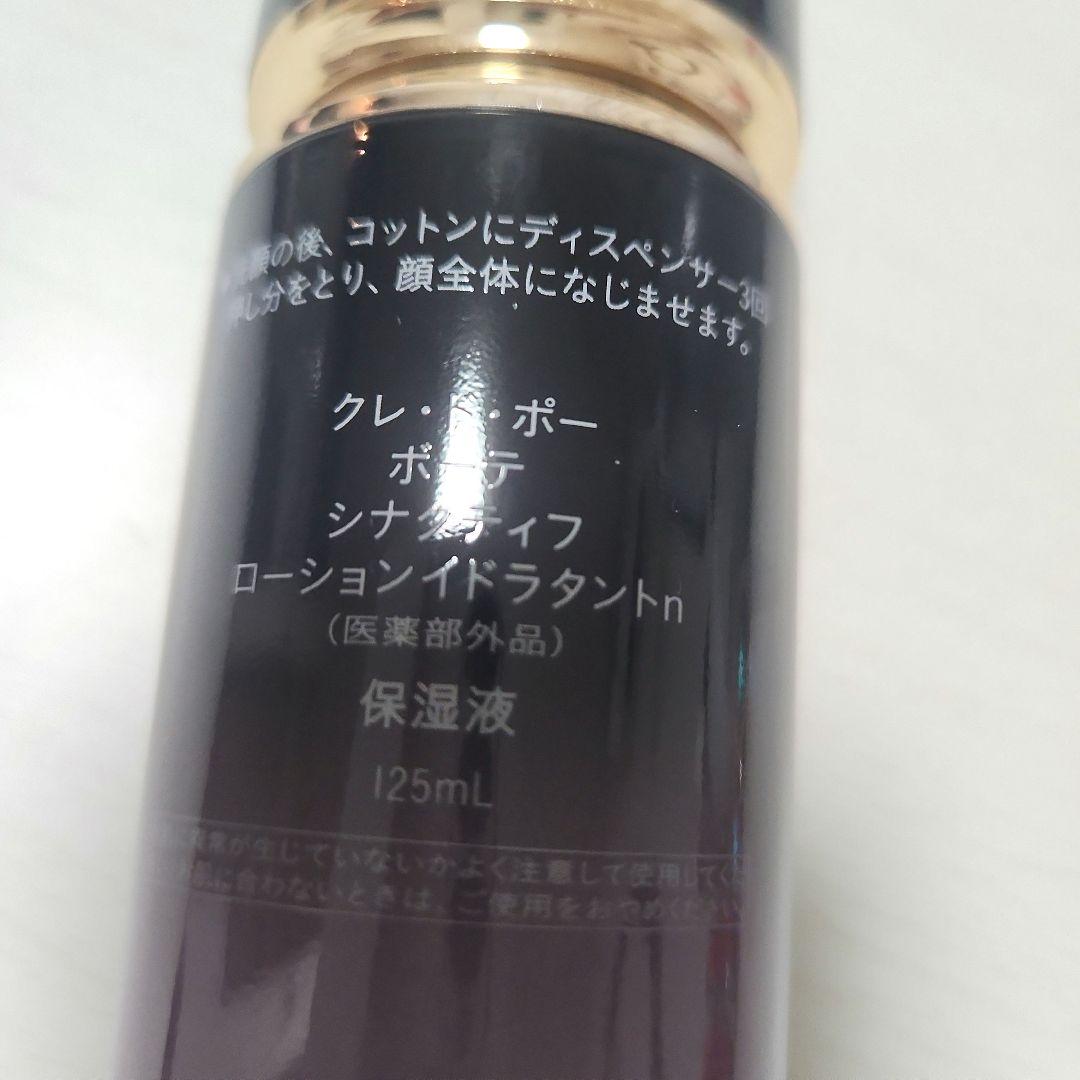 顔の後、コットンにディスペンサー3回
押し分をとり、顔全体になじませます。
クレ・ド・ポー
ボーテ
シナクティフ
ローションイドラタントn
(医薬部外品)
保湿液
125mL
異常が生じていないかよく注意して使用してくだ
肌に合わないときは、ご使用をおやめください